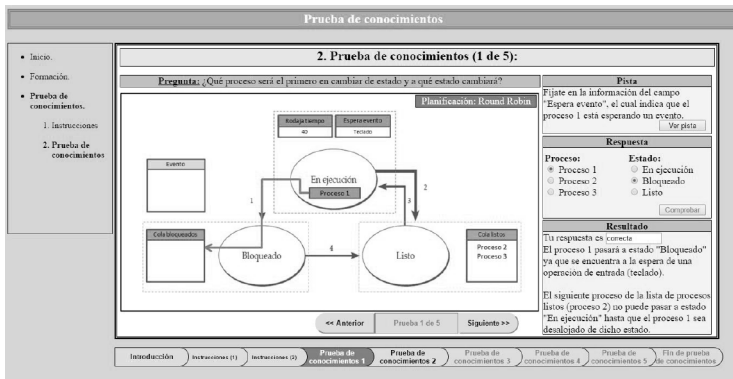 Prueba de conocimientos
Inicio.
Formación.
Prueba de
conocimientos.
1. Instrucciones
2. Prueba de
conocimientos
2. Prueba de conocimientos (1 de 5):
Pregunta: ¿Qué proceso será el primero en cambiar de estado y a qué estado cambiará?
Planificación: Round Robin
Rodaja tiempo
40
Espera evento
Teclado
Evento
En ejecución
Proceso 1
1
2
3
4
Cola bloqueados
Bloqueado
Listo
Cola listos
Proceso 2
Proceso 3
<< Anterior
Prueba 1 de 5
Siguiente >>
Pista
Fíjate en la información del campo
"Espera evento", el cual indica que el
proceso 1 está esperando un evento.
Ver pista
Respuesta
Proceso: Estado:
Proceso 1 En ejecución
Proceso 2 Bloqueado
Proceso 3 Listo
Comprobar
Resultado
Tu respuesta es correcta
El proceso 1 pasará a estado "Bloqueado"
ya que se encuentra a la espera de una
operación de entrada (teclado).
El siguiente proceso de la lista de procesos
listos (proceso 2) no puede pasar a estado
"En ejecución" hasta que el proceso 1 sea
desalojado de dicho estado.
Introducción
Instrucciones (1)
Instrucciones (2)
Prueba de
conocimientos 1
Prueba de
conocimientos 2
Prueba de
conocimientos 3
Prueba de
conocimientos 4
Prueba de
conocimientos 5
Fin de prueba
de conocimientos